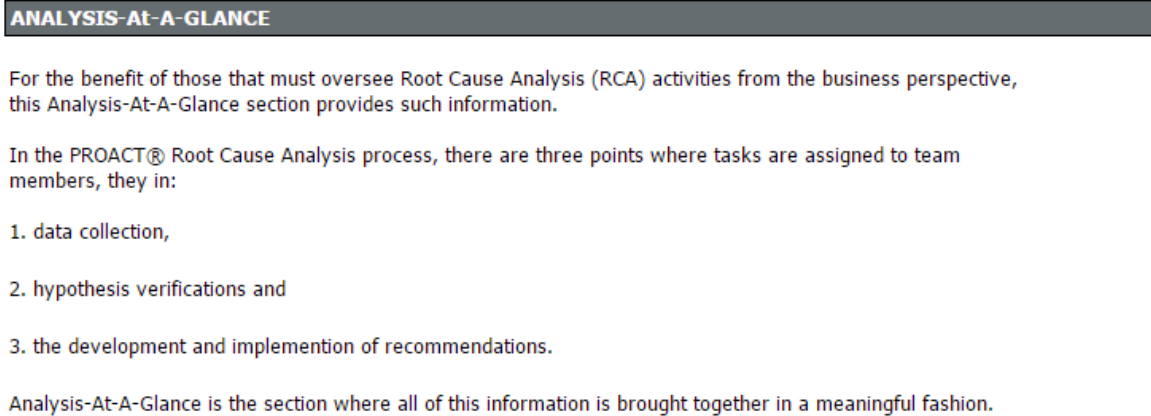 ANALYSIS-At-A-GLANCE
For the benefit of those that must oversee Root Cause Analysis (RCA) activities from the business perspective,
this Analysis-At-A-Glance section provides such information.
In the PROACT® Root Cause Analysis process, there are three points where tasks are assigned to team
members, they in:
1. data collection,
2. hypothesis verifications and
3. the development and implemention of recommendations.
Analysis-At-A-Glance is the section where all of this information is brought together in a meaningful fashion.